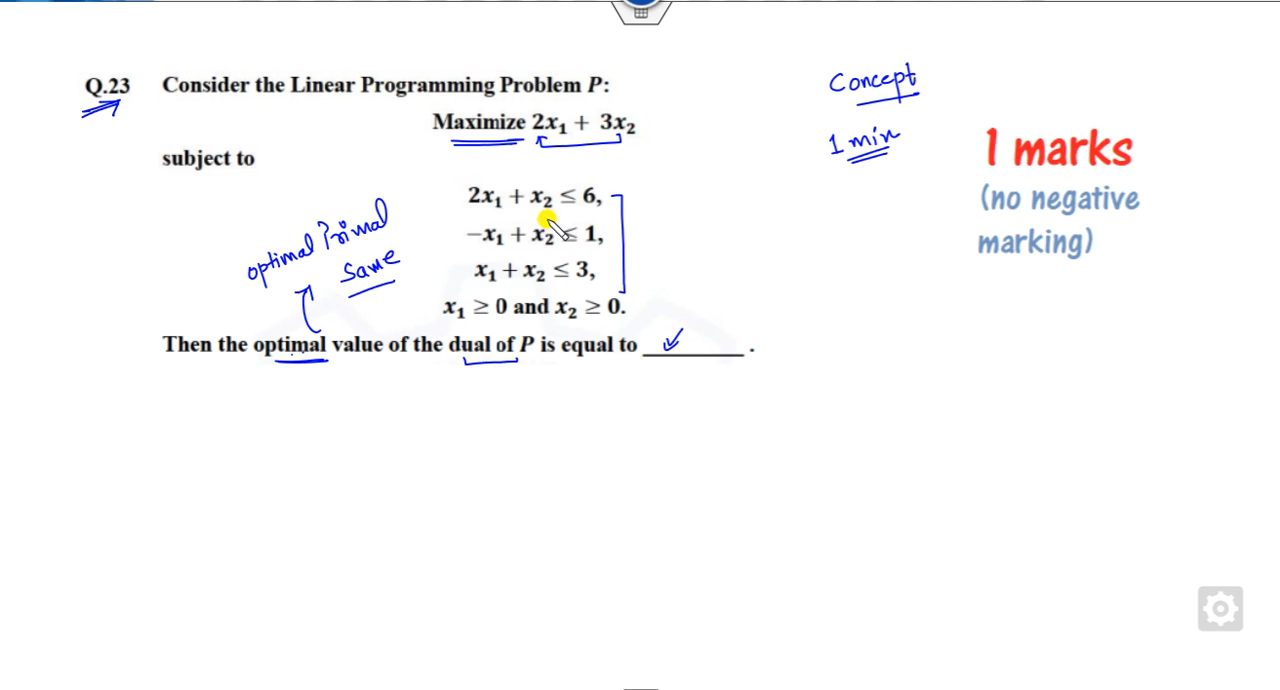 Q.23 Consider the Linear Programming Problem P:
Maximize 2x₁ + 3x₂
subject to
2x₁ + x₂ ≤ 6,
−x₁ + x₂ ≤ 1,
x₁ + x₂ ≤ 3,
x₁ ≥ 0 and x₂ ≥ 0.
Then the optimal value of the dual of P is equal to ________ .
optimal Primal
Same
Concept
1 min
1 marks
(no negative
marking)